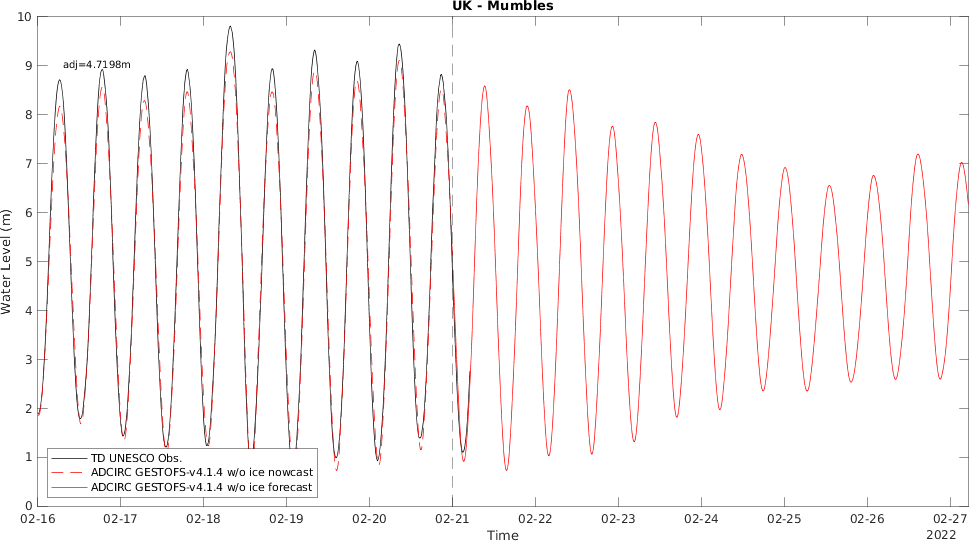 UK - Mumbles
10
adj=4.7198m
9
8
7
6
5
4
3
2
1
0
Water Level (m)
TD UNESCO Obs.
ADCIRC GESTOFS-v4.1.4 w/o ice nowcast
ADCIRC GESTOFS-v4.1.4 w/o ice forecast
02-16 02-17 02-18 02-19 02-20 02-21 02-22 02-23 02-24 02-25 02-26 02-27
Time
2022